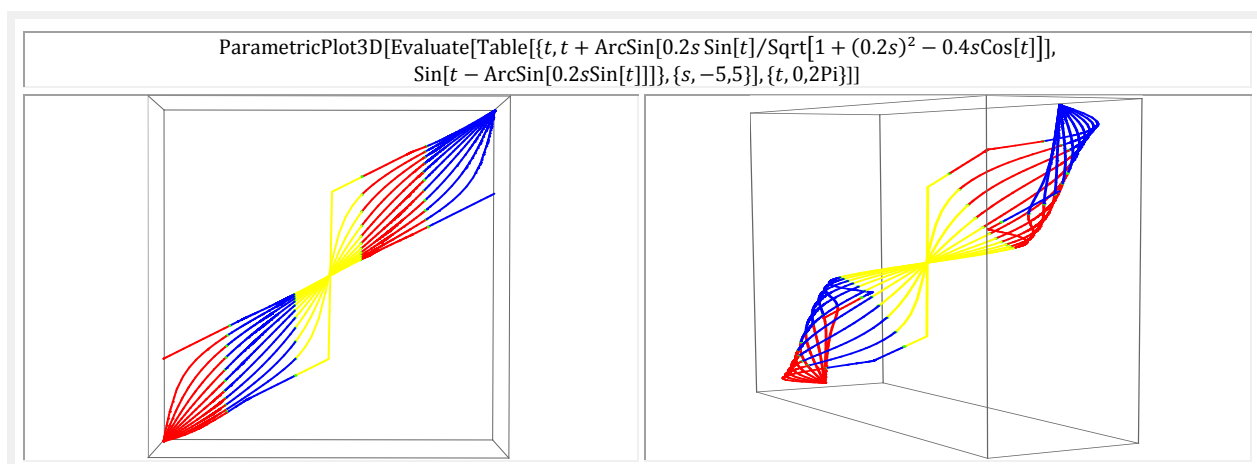 ParametricPlot3D[Evaluate[Table[{t, t + ArcSin[0.2s Sin[t]/Sqrt[1 + (0.2s)² − 0.4sCos[t]]],
Sin[t − ArcSin[0.2sSin[t]]]}, {s, −5,5}], {t, 0,2Pi}]]